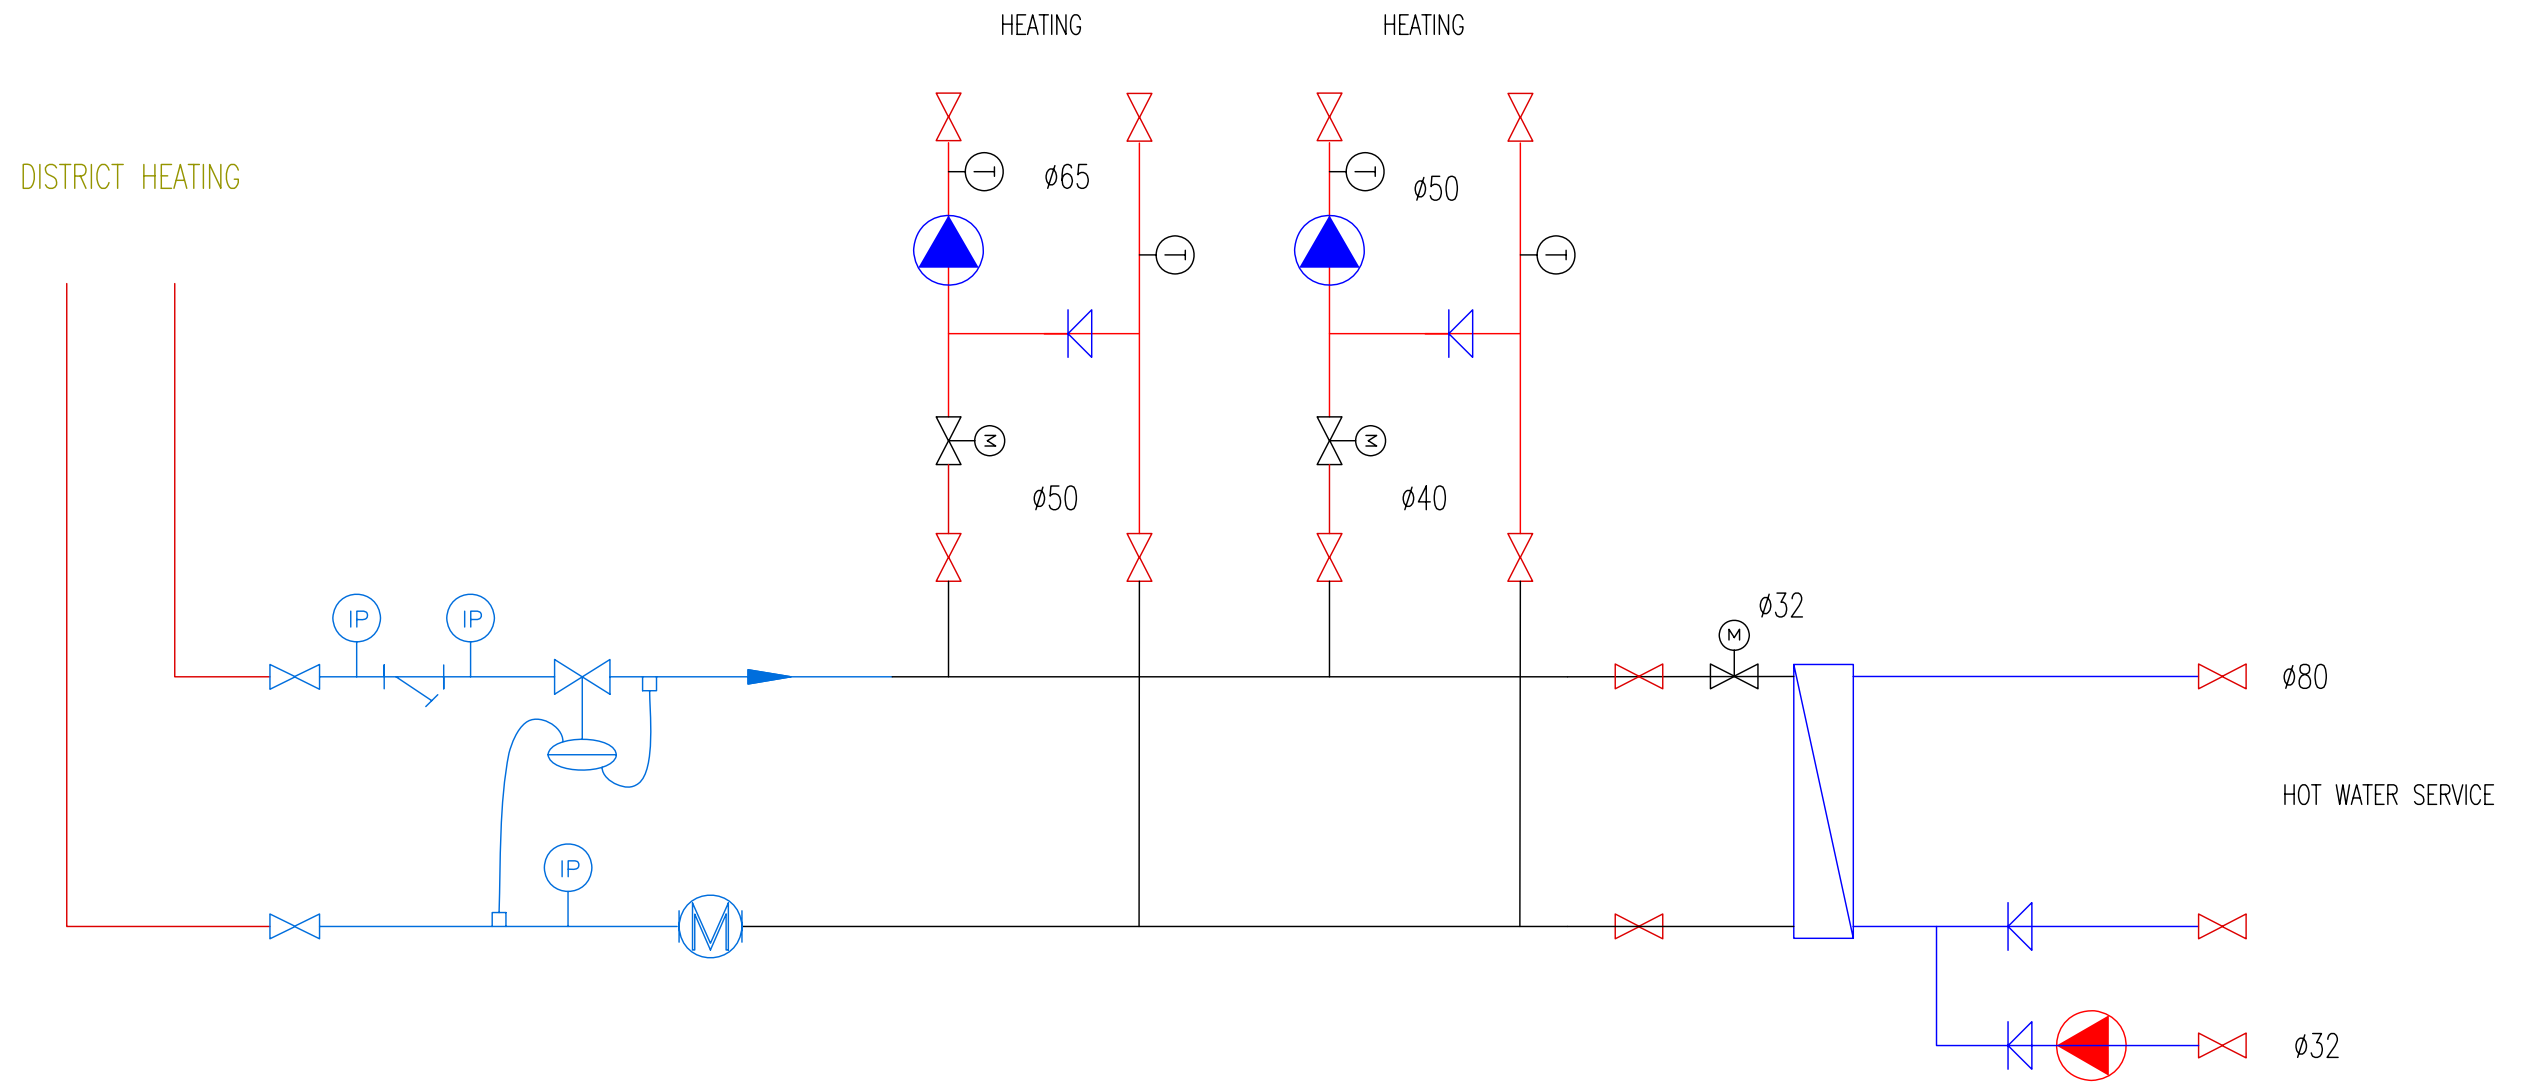 HEATING
HEATING
DISTRICT HEATING
T
ø65
T
ø50
T
T
M
M
ø50
ø40
IP
IP
ø32
M
ø80
HOT WATER SERVICE
IP
M
ø32